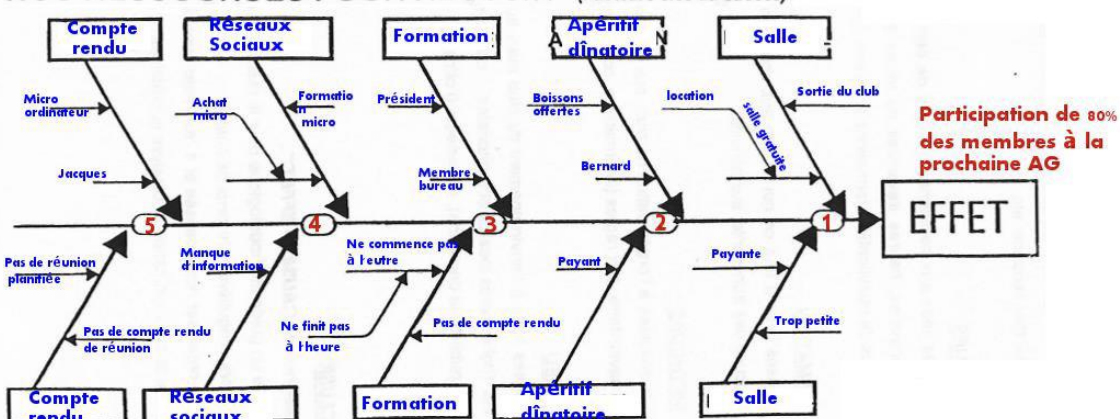 Compte
rendu
Réseaux
Sociaux
Formation
Apéritif
dînatoire
Salle
Micro
ordinateur
Achat
micro
Formatio
n
micro
Président
Boissons
offertes
location
salle gratuite
Sortie du club
Jacques
Membre
bureau
Bernard
Participation de 80%
des membres à la
prochaine AG
5
4
3
2
1
EFFET
Pas de réunion
planifiée
Manque
d'information
Ne commence pas
à l'eutre
Payant
Payante
Pas de compte rendu
de réunion
Ne finit pas
à l'heure
Pas de compte rendu
Trop petite
Compte
rendu
Réseaux
sociaux
Formation
Apéritif
dînatoire
Salle